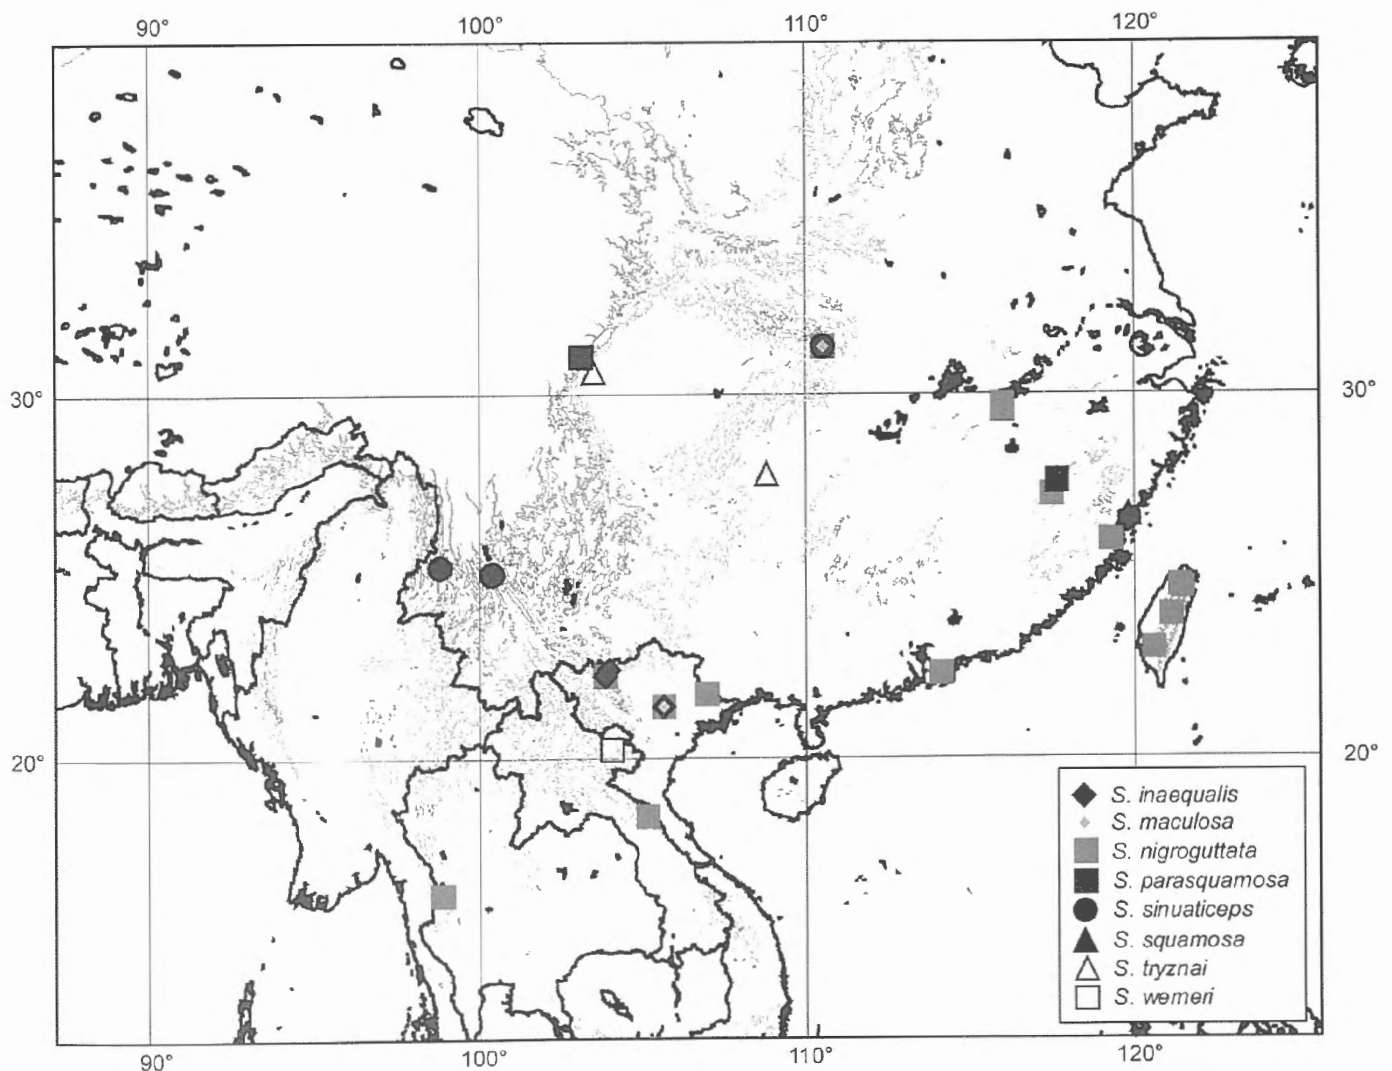 90° 100° 110° 120°
30° 30°
20° 20°
S. inaequalis
S. maculosa
S. nigroguttata
S. parasquamosa
S. sinuaticeps
S. squamosa
S. tryznai
S. werneri
90° 100° 110° 120°